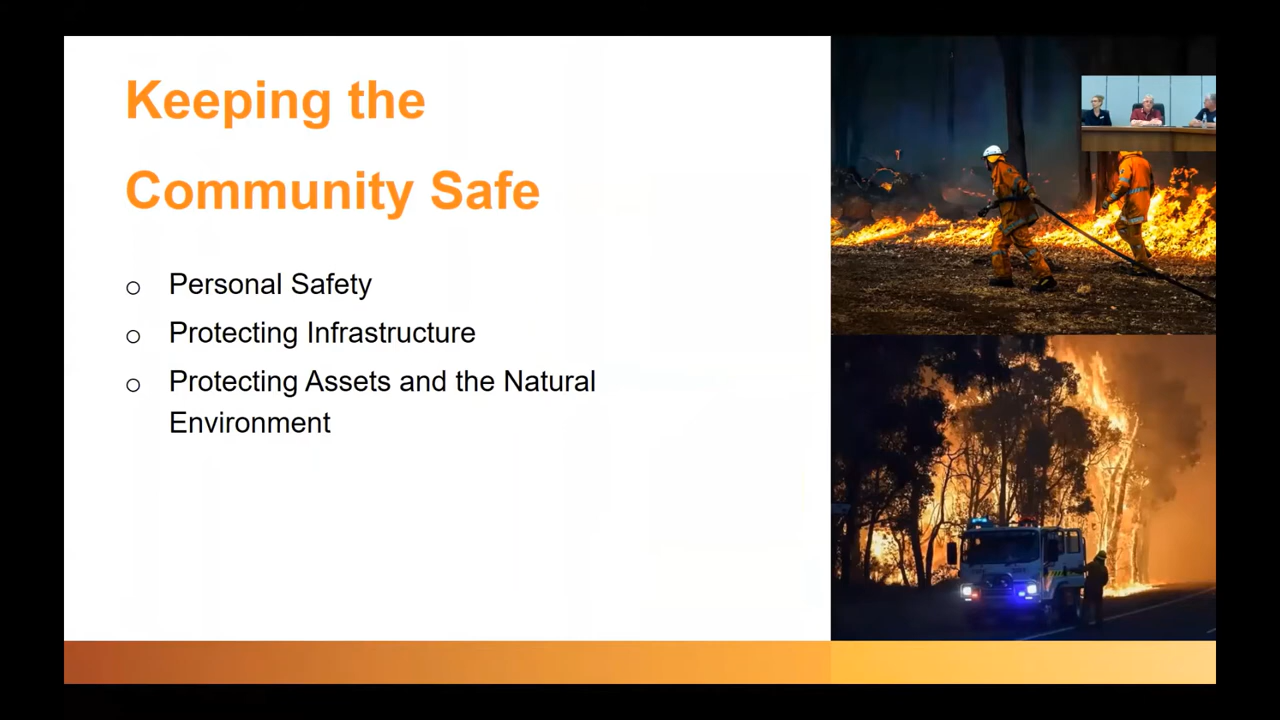 Keeping the
Community Safe
o Personal Safety
o Protecting Infrastructure
o Protecting Assets and the Natural
Environment